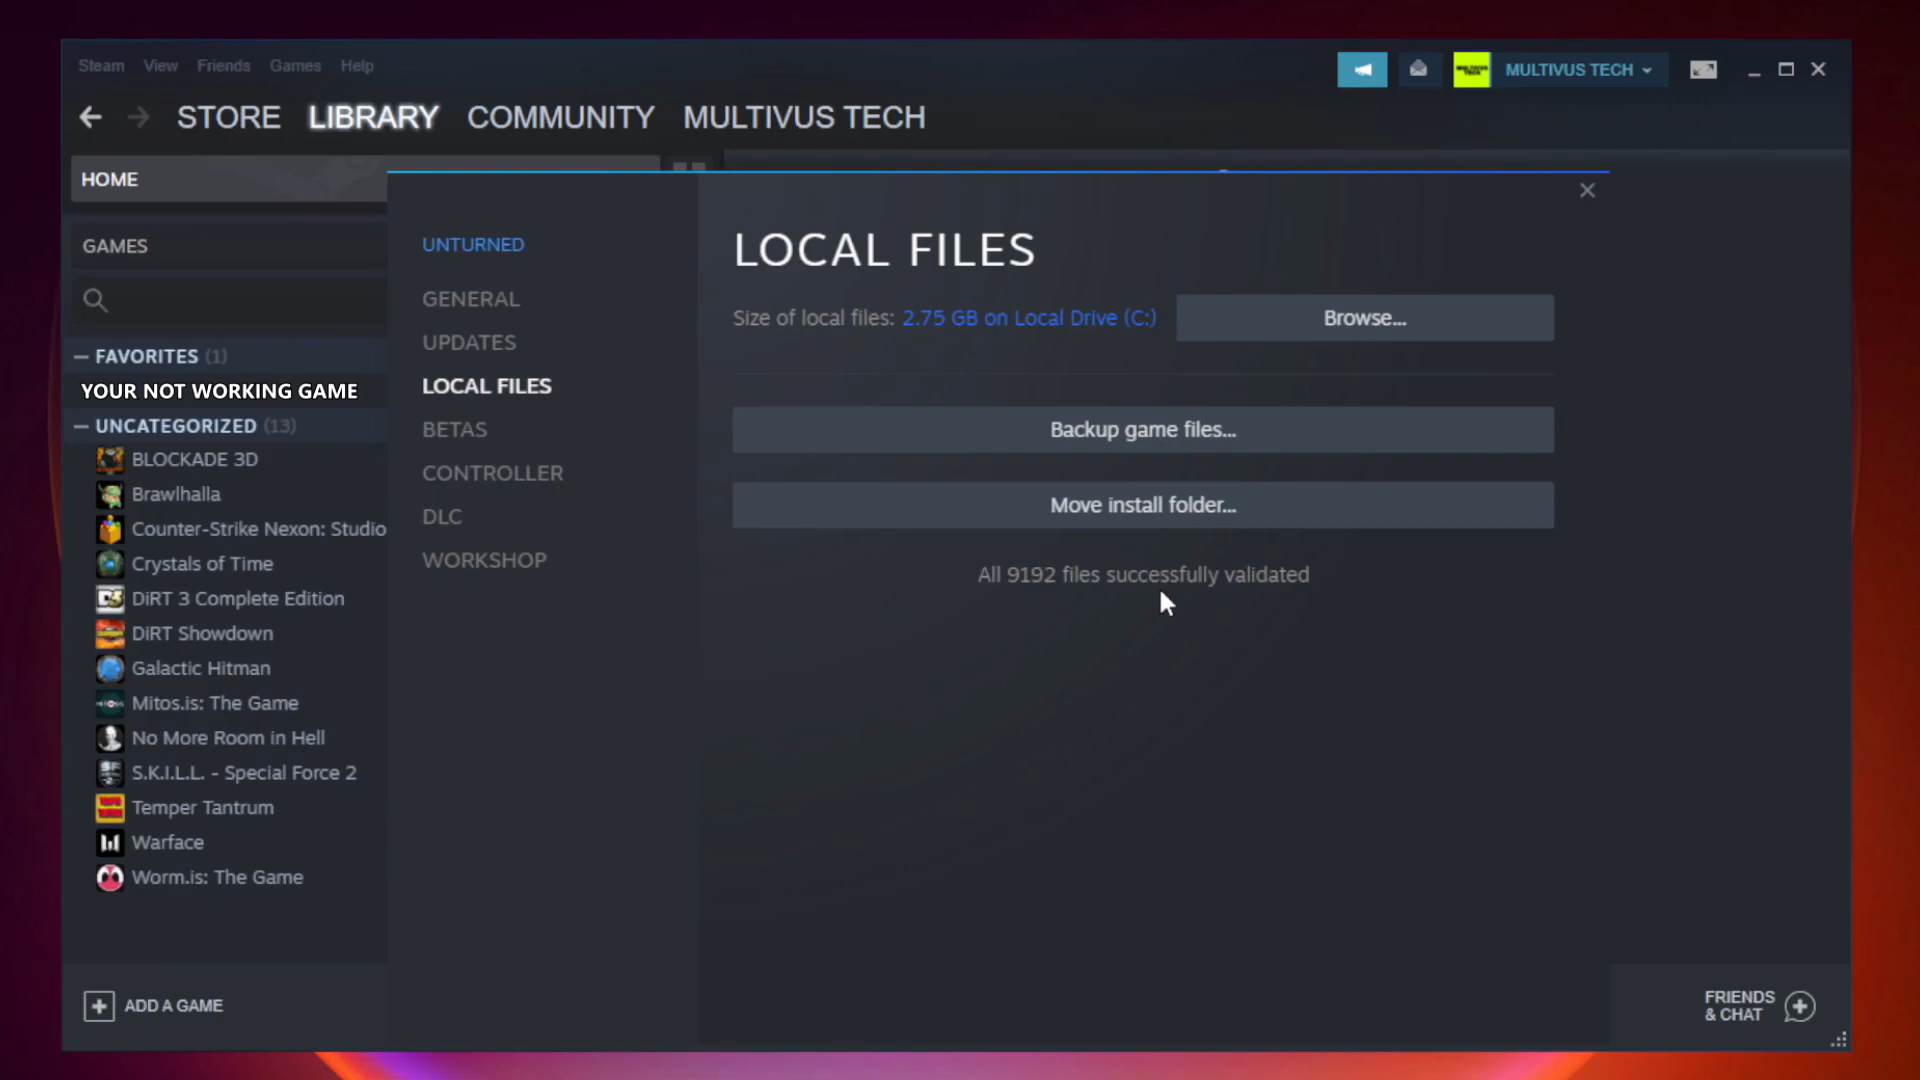 Steam View Friends Games Help
MULTIVUS TECH
STORE LIBRARY COMMUNITY MULTIVUS TECH
HOME
GAMES
FAVORITES (1)
YOUR NOT WORKING GAME
UNCATEGORIZED (13)
BLOCKADE 3D
Brawlhalla
Counter-Strike Nexon: Studio
Crystals of Time
DiRT 3 Complete Edition
DiRT Showdown
Galactic Hitman
Mitos.is: The Game
No More Room in Hell
S.K.I.L.L. - Special Force 2
Temper Tantrum
Warface
Worm.is: The Game
ADD A GAME
UNTURNED
GENERAL
UPDATES
LOCAL FILES
BETAS
CONTROLLER
DLC
WORKSHOP
LOCAL FILES
Size of local files: 2.75 GB on Local Drive (C:)
Browse...
Backup game files...
Move install folder...
All 9192 files successfully validated
FRIENDS
& CHAT